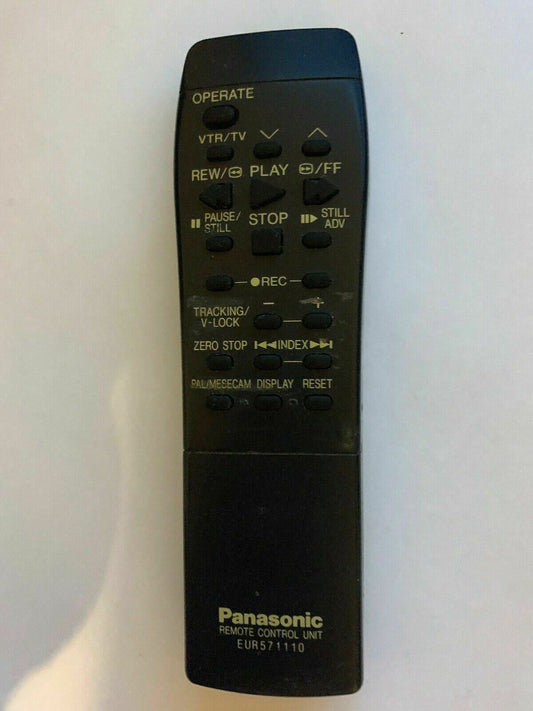 OPERATE
VTR/TV
REW/ PLAY /FF
PAUSE/
STILL
STOP
STILL
ADV
REC
− +
TRACKING/
V-LOCK
ZERO STOP INDEX
PAL/MESECAM DISPLAY RESET
Panasonic
REMOTE CONTROL UNIT
EUR571110